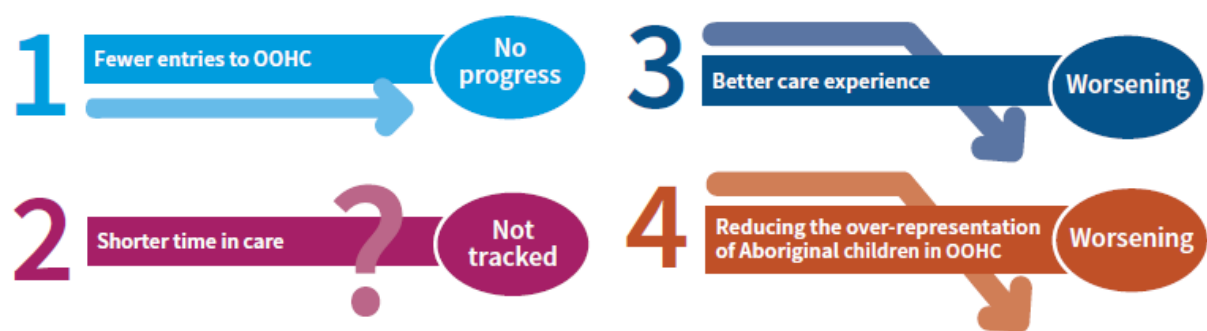 1
Fewer entries to OOHC
No
progress
2
Shorter time in care
?
Not
tracked
3
Better care experience
Worsening
4
Reducing the over-representation
of Aboriginal children in OOHC
Worsening